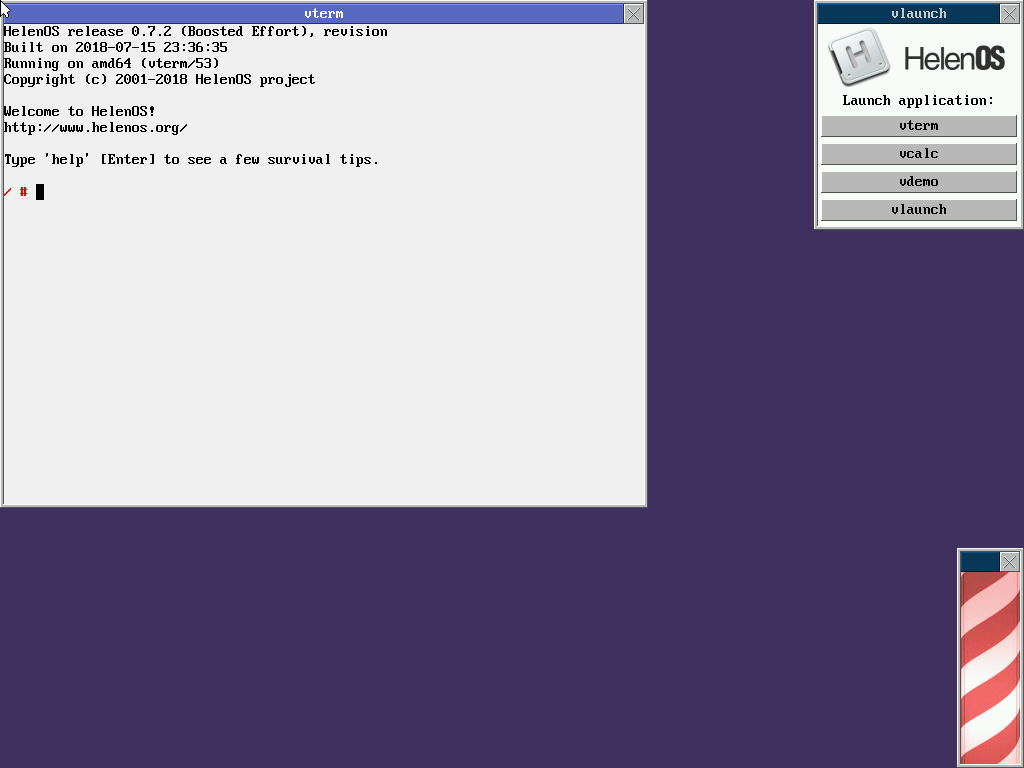 vterm
HelenOS release 0.7.2 (Boosted Effort), revision
Built on 2018-07-15 23:36:35
Running on amd64 (vterm/53)
Copyright (c) 2001-2018 HelenOS project
Welcome to HelenOS!
http://www.helenos.org/
Type 'help' [Enter] to see a few survival tips.
/ #
vlaunch
H HelenOS
Launch application:
vterm
vcalc
vdemo
vlaunch